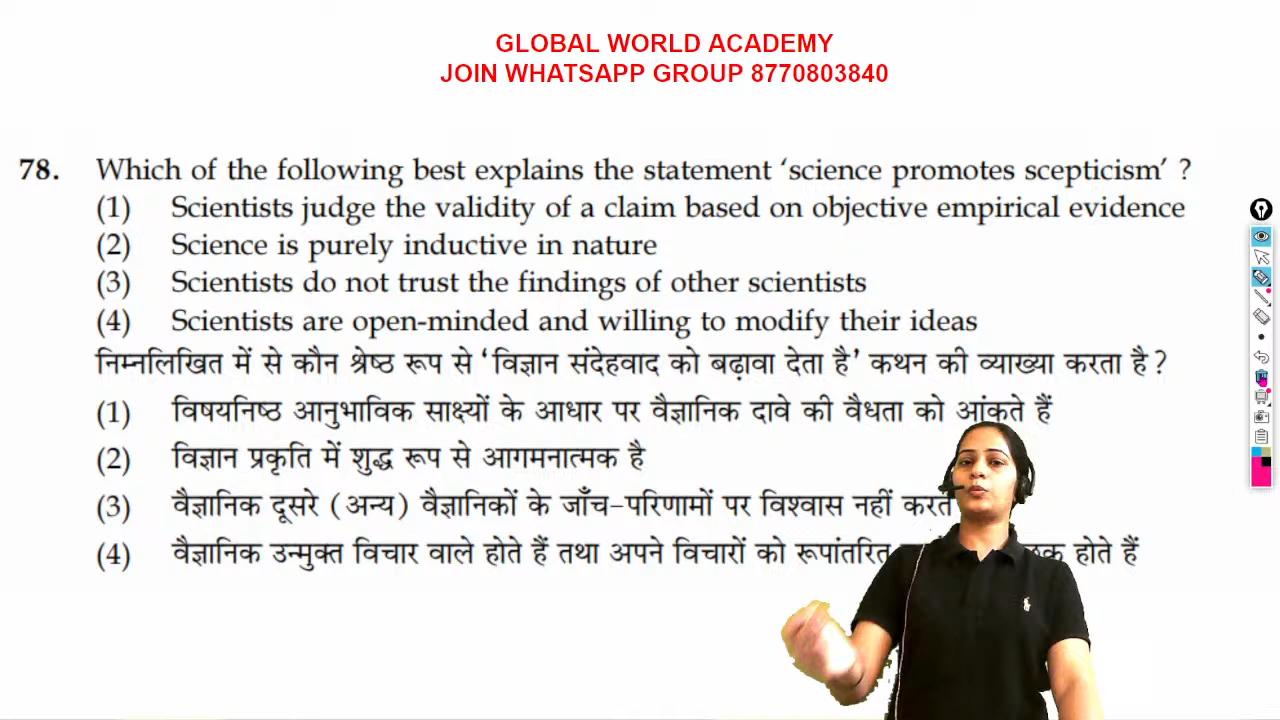 GLOBAL WORLD ACADEMY
JOIN WHATSAPP GROUP 8770803840
78. Which of the following best explains the statement ‘science promotes scepticism’ ?
(1) Scientists judge the validity of a claim based on objective empirical evidence
(2) Science is purely inductive in nature
(3) Scientists do not trust the findings of other scientists
(4) Scientists are open-minded and willing to modify their ideas
निम्नलिखित में से कौन श्रेष्ठ रूप से ‘विज्ञान संदेहवाद को बढ़ावा देता है’ कथन की व्याख्या करता है ?
(1) विषयनिष्ठ आनुभाविक साक्ष्यों के आधार पर वैज्ञानिक दावे की वैधता को आंकते हैं
(2) विज्ञान प्रकृति में शुद्ध रूप से आगमनात्मक है
(3) वैज्ञानिक दूसरे (अन्य) वैज्ञानिकों के जाँच-परिणामों पर विश्वास नहीं करते
(4) वैज्ञानिक उन्मुक्त विचार वाले होते हैं तथा अपने विचारों को रूपांतरित होते हैं